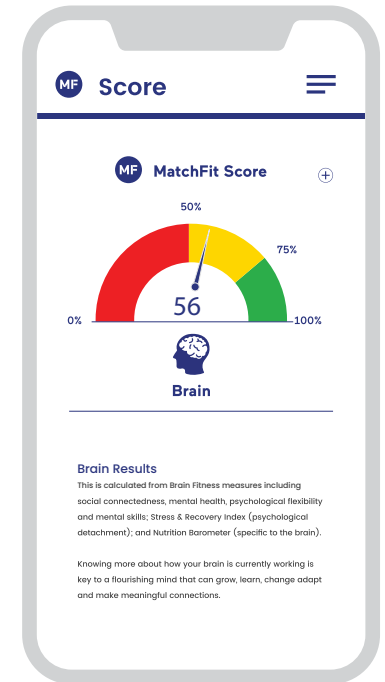 MF Score
MF MatchFit Score
50%
75%
56
0%
100%
Brain
Brain Results
This is calculated from Brain Fitness measures including
social connectedness, mental health, psychological flexibility
and mental skills; Stress & Recovery Index (psychological
detachment); and Nutrition Barometer (specific to the brain).
Knowing more about how your brain is currently working is
key to a flourishing mind that can grow, learn, change adapt
and make meaningful connections.